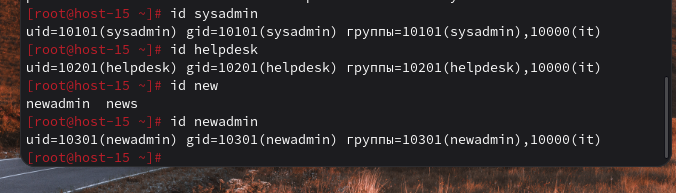 [root@host-15 ~]# id sysadmin
uid=10101(sysadmin) gid=10101(sysadmin) группы=10101(sysadmin),10000(it)
[root@host-15 ~]# id helpdesk
uid=10201(helpdesk) gid=10201(helpdesk) группы=10201(helpdesk),10000(it)
[root@host-15 ~]# id new
newadmin  news
[root@host-15 ~]# id newadmin
uid=10301(newadmin) gid=10301(newadmin) группы=10301(newadmin),10000(it)
[root@host-15 ~]#